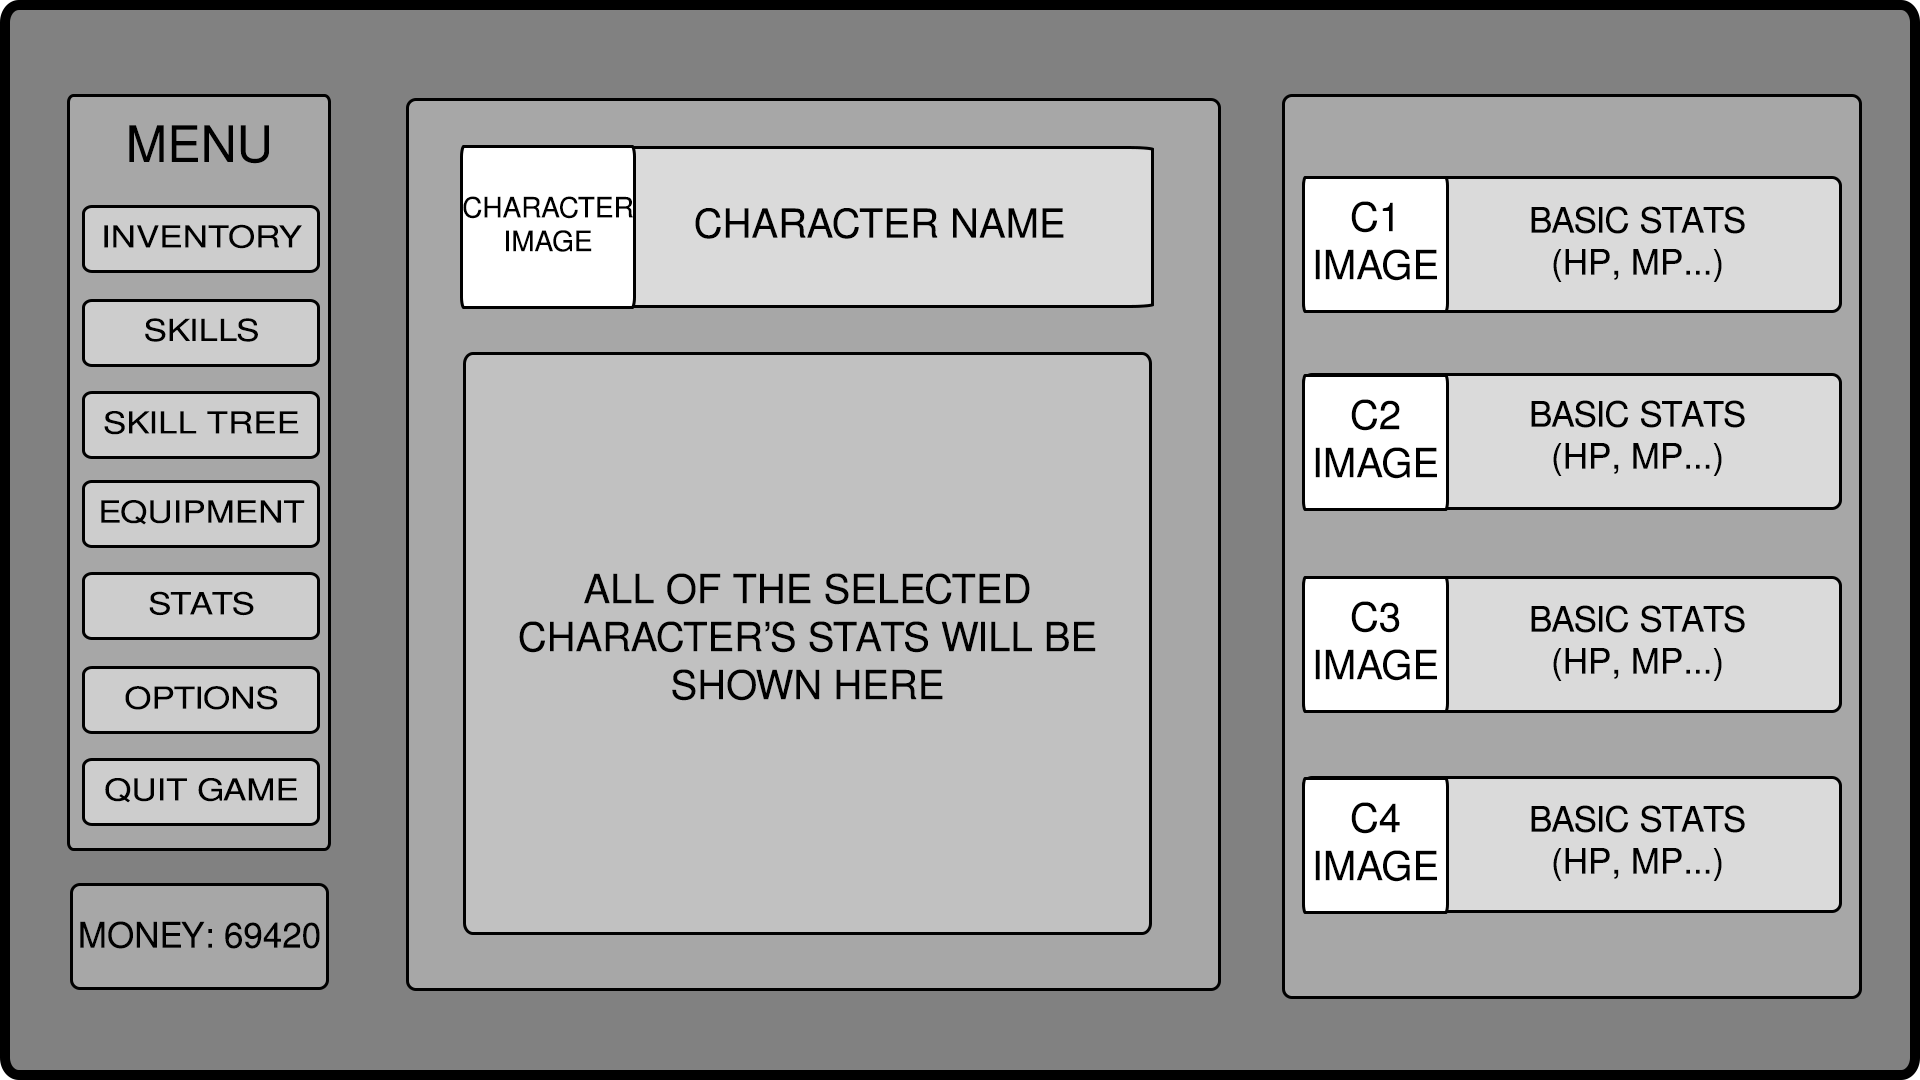 MENU
INVENTORY
SKILLS
SKILL TREE
EQUIPMENT
STATS
OPTIONS
QUIT GAME
MONEY: 69420
CHARACTER
IMAGE
CHARACTER NAME
ALL OF THE SELECTED
CHARACTER’S STATS WILL BE
SHOWN HERE
C1
IMAGE
BASIC STATS
(HP, MP...)
C2
IMAGE
BASIC STATS
(HP, MP...)
C3
IMAGE
BASIC STATS
(HP, MP...)
C4
IMAGE
BASIC STATS
(HP, MP...)